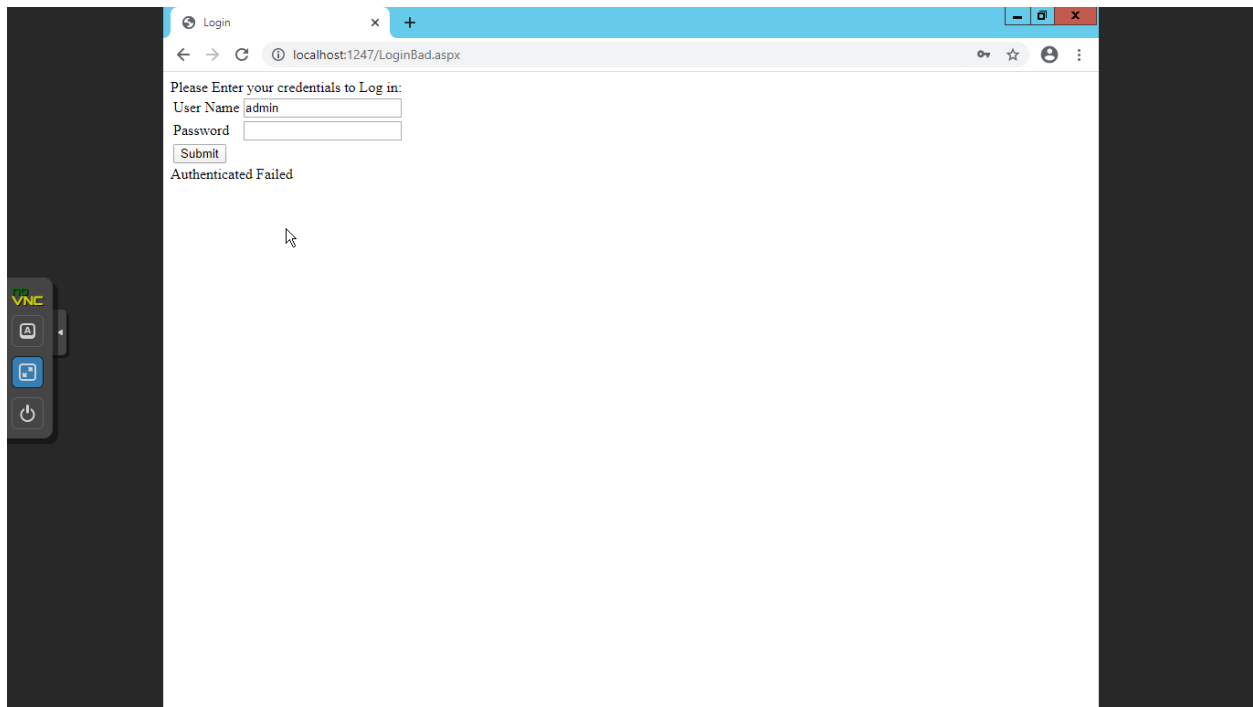 Login
localhost:1247/LoginBad.aspx
Please Enter your credentials to Log in:
User Name admin
Password
Submit
Authenticated Failed
no
VNC
A